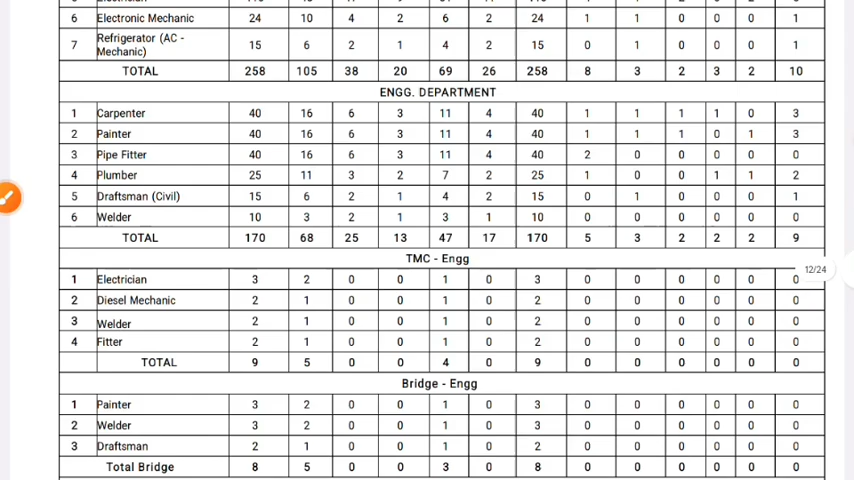 6 Electronic Mechanic 24 10 4 2 6 2 24 1 1 0 0 0 1
7 Refrigerator (AC - Mechanic) 15 6 2 1 4 2 15 0 1 0 0 0 1
TOTAL 258 105 38 20 69 26 258 8 3 2 3 2 10
ENGG. DEPARTMENT
1 Carpenter 40 16 6 3 11 4 40 1 1 1 1 0 3
2 Painter 40 16 6 3 11 4 40 1 1 1 0 1 3
3 Pipe Fitter 40 16 6 3 11 4 40 2 0 0 0 0 0
4 Plumber 25 11 3 2 7 2 25 1 0 0 1 1 2
5 Draftsman (Civil) 15 6 2 1 4 2 15 0 1 0 0 0 1
6 Welder 10 3 2 1 3 1 10 0 0 0 0 0 0
TOTAL 170 68 25 13 47 17 170 5 3 2 2 2 9
TMC - Engg
12/24
1 Electrician 3 2 0 0 1 0 3 0 0 0 0 0 0
2 Diesel Mechanic 2 1 0 0 1 0 2 0 0 0 0 0 0
3 Welder 2 1 0 0 1 0 2 0 0 0 0 0 0
4 Fitter 2 1 0 0 1 0 2 0 0 0 0 0 0
TOTAL 9 5 0 0 4 0 9 0 0 0 0 0 0
Bridge - Engg
1 Painter 3 2 0 0 1 0 3 0 0 0 0 0 0
2 Welder 3 2 0 0 1 0 3 0 0 0 0 0 0
3 Draftsman 2 1 0 0 1 0 2 0 0 0 0 0 0
Total Bridge 8 5 0 0 3 0 8 0 0 0 0 0 0